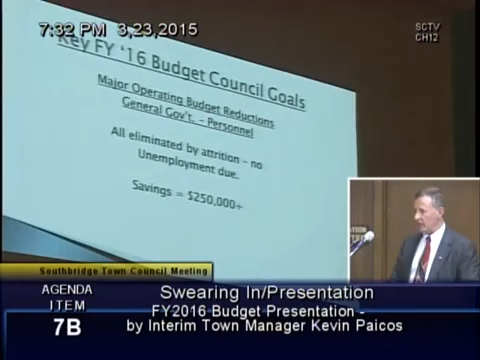 7:32 PM 3,23,2015
SCTV
CH12
Key FY '16 Budget Council Goals
Major Operating Budget Reductions
General Gov't. - Personnel
All eliminated by attrition - no
Unemployment due.
Savings = $250,000+
Southbridge Town Council Meeting
AGENDA
ITEM
7B
Swearing In/Presentation
FY2016 Budget Presentation -
by Interim Town Manager Kevin Paicos